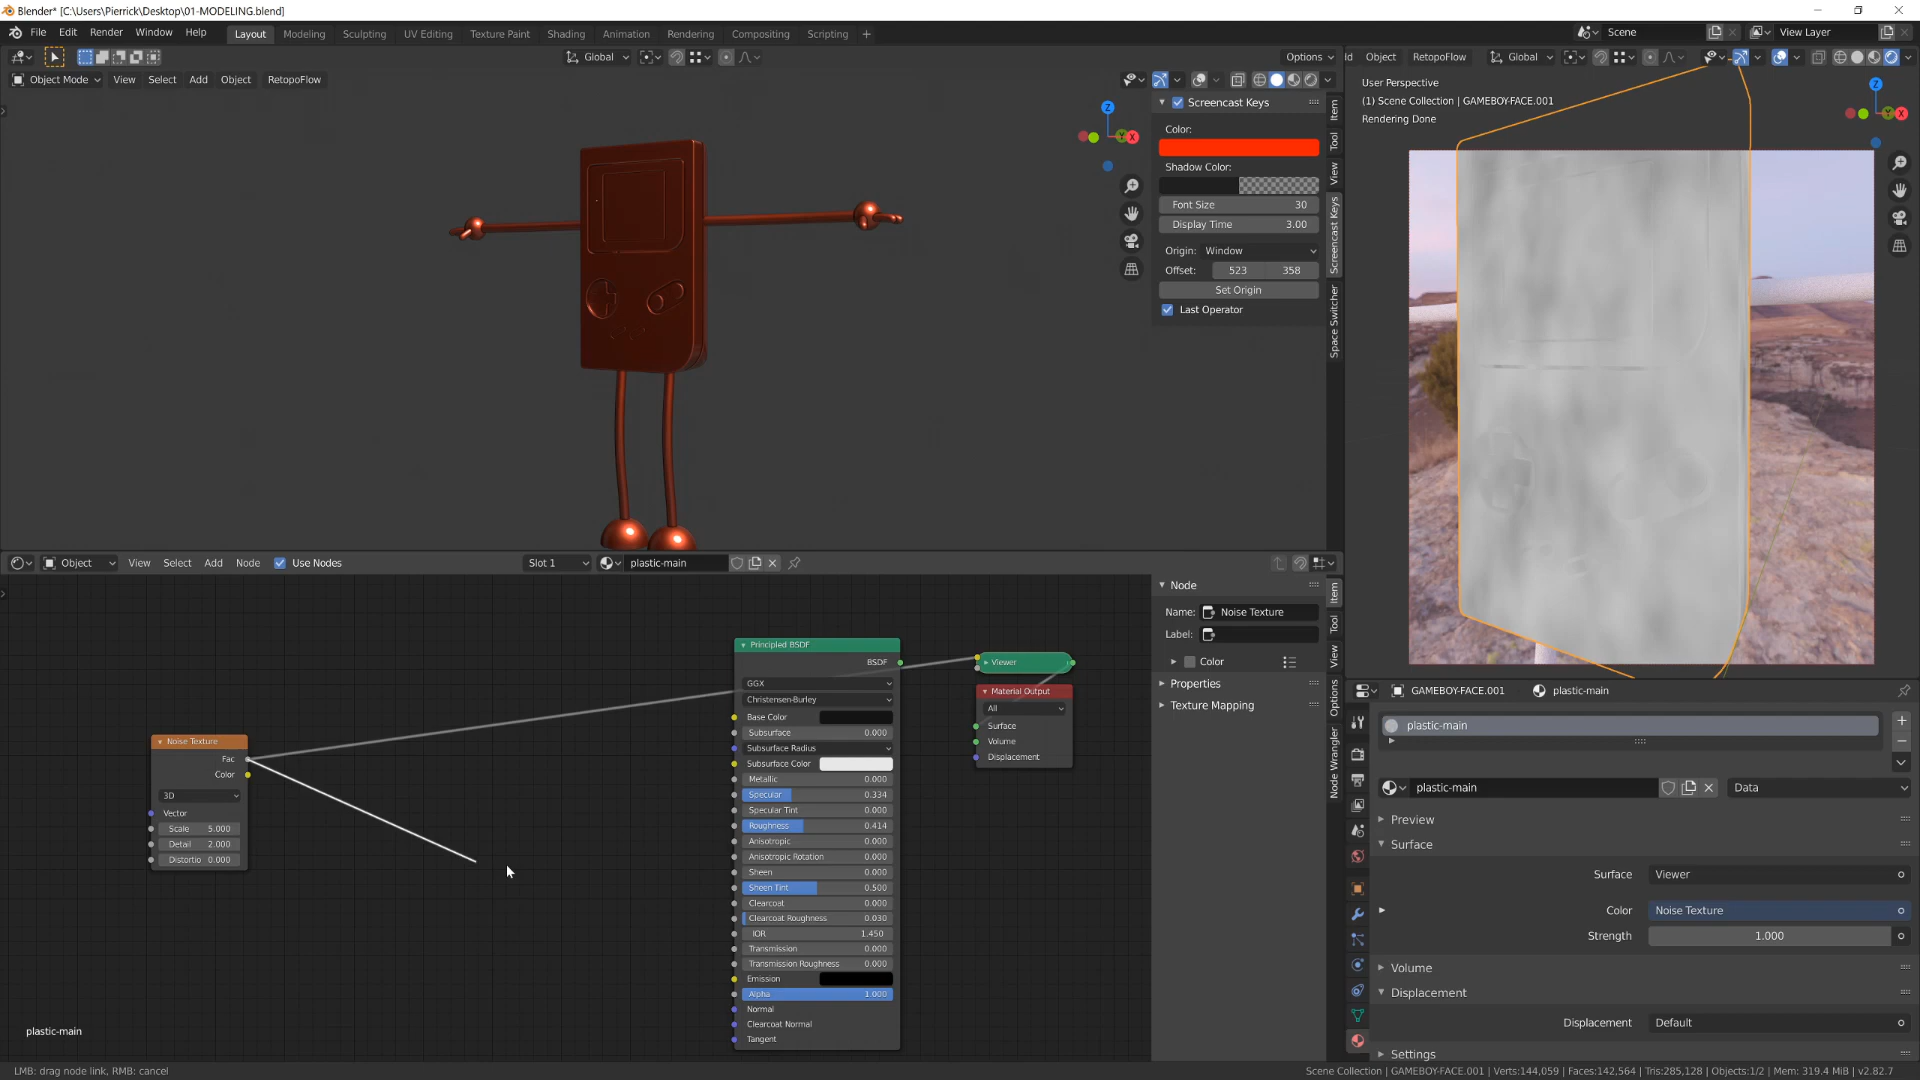 Blender* [C:\Users\Pierrick\Desktop\01-MODELING.blend]
File Edit Render Window Help
Layout Modeling Sculpting UV Editing Texture Paint Shading Animation Rendering Compositing Scripting +
Scene View Layer
Global Options
Object RetopoFlow Global
Object Mode View Select Add Object RetopoFlow
User Perspective
(1) Scene Collection | GAMEBOY-FACE.001
Rendering Done
Screencast Keys
Color:
Shadow Color:
Font Size 30
Display Time 3.00
Origin: Window
Offset: 523 358
Set Origin
Last Operator
Item
Tool
View
Screencast Keys
Space Switcher
Z
Y
X
Z
X
Object View Select Add Node Use Nodes Slot 1 plastic-main
Principled BSDF
BSDF
GGX
Christensen-Burley
Base Color
Subsurface 0.000
Subsurface Radius
Subsurface Color
Metallic 0.000
Specular 0.334
Specular Tint 0.000
Roughness 0.414
Anisotropic 0.000
Anisotropic Rotation 0.000
Sheen 0.000
Sheen Tint 0.500
Clearcoat 0.000
Clearcoat Roughness 0.030
IOR 1.450
Transmission 0.000
Transmission Roughness 0.000
Emission
Alpha 1.000
Normal
Clearcoat Normal
Tangent
Viewer
Material Output
All
Surface
Volume
Displacement
Noise Texture
Fac
Color
3D
Vector
Scale 5.000
Detail 2.000
Distortio 0.000
plastic-main
Node
Name: Noise Texture
Label:
Color
Properties
Texture Mapping
Item
Tool
View
Options
Node Wrangler
GAMEBOY-FACE.001 plastic-main
plastic-main
plastic-main Data
Preview
Surface
Surface Viewer
Color Noise Texture
Strength 1.000
Volume
Displacement
Displacement Default
Settings
LMB: drag node link, RMB: cancel
Scene Collection | GAMEBOY-FACE.001 | Verts:144,059 | Faces:142,564 | Tris:285,128 | Objects:1/2 | Mem: 319.4 MiB | v2.82.7